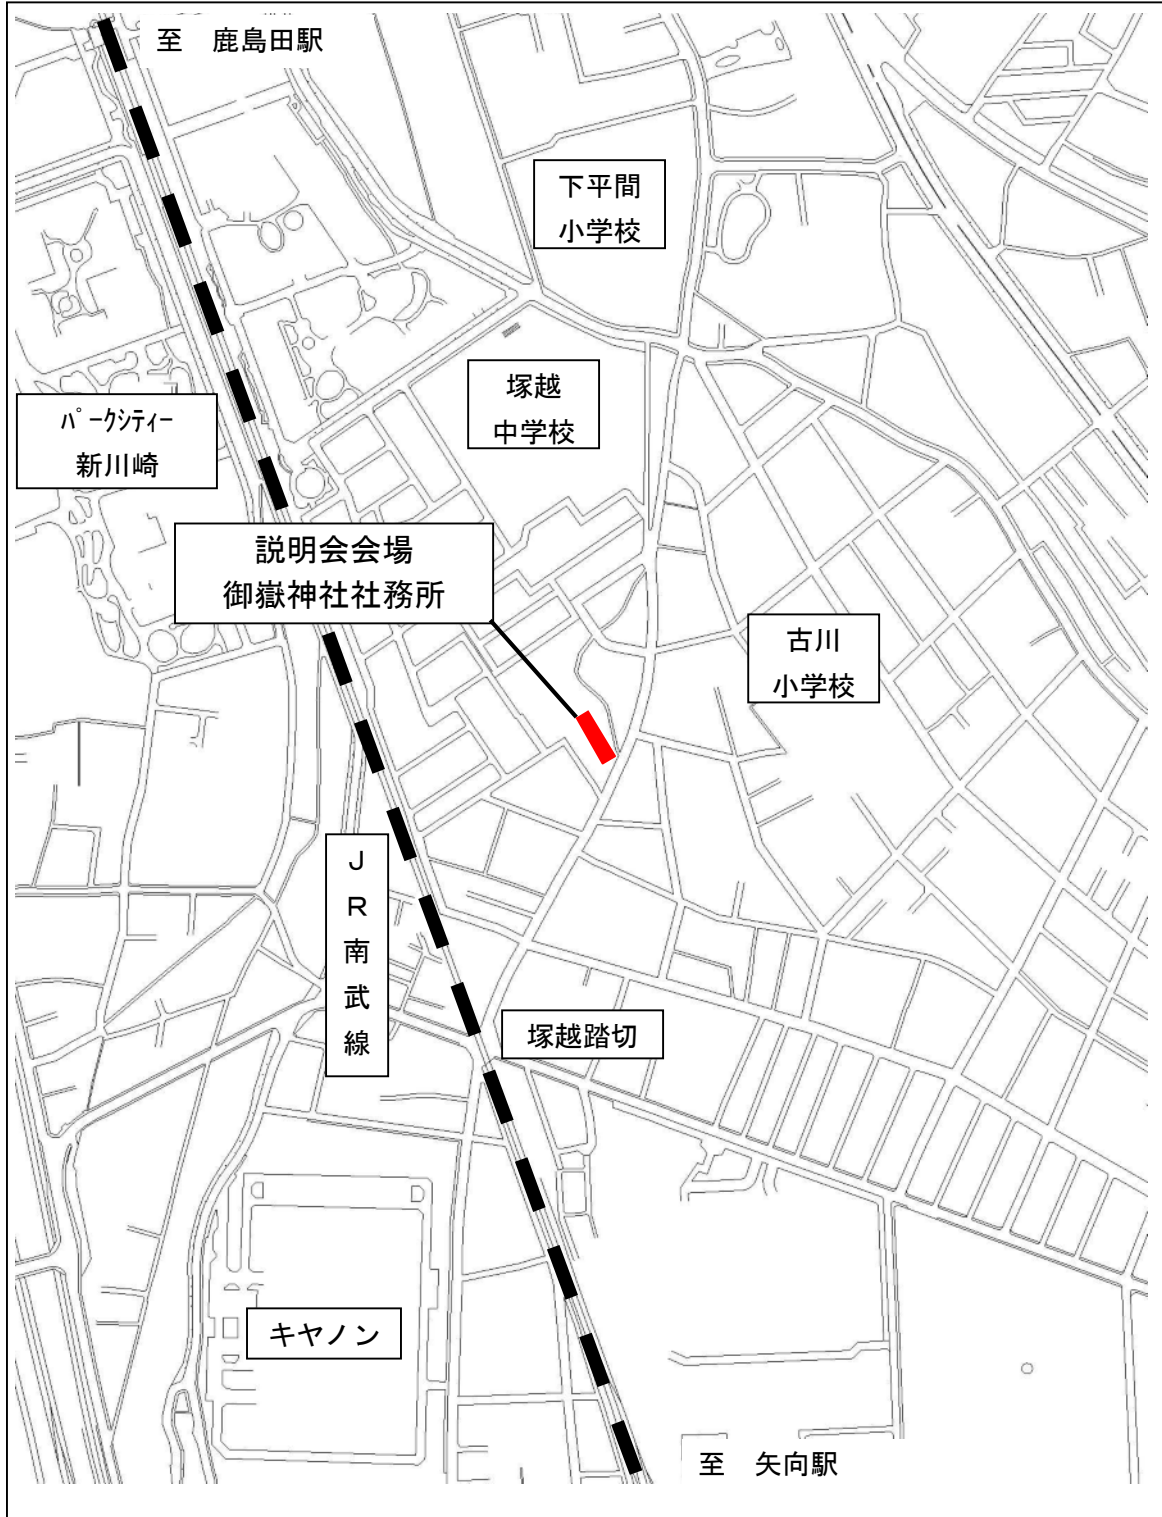 至　鹿島田駅
下平間
小学校
塚越
中学校
パークシティー
新川崎
説明会会場
御嶽神社社務所
古川
小学校
JR南武線
塚越踏切
キヤノン
至　矢向駅